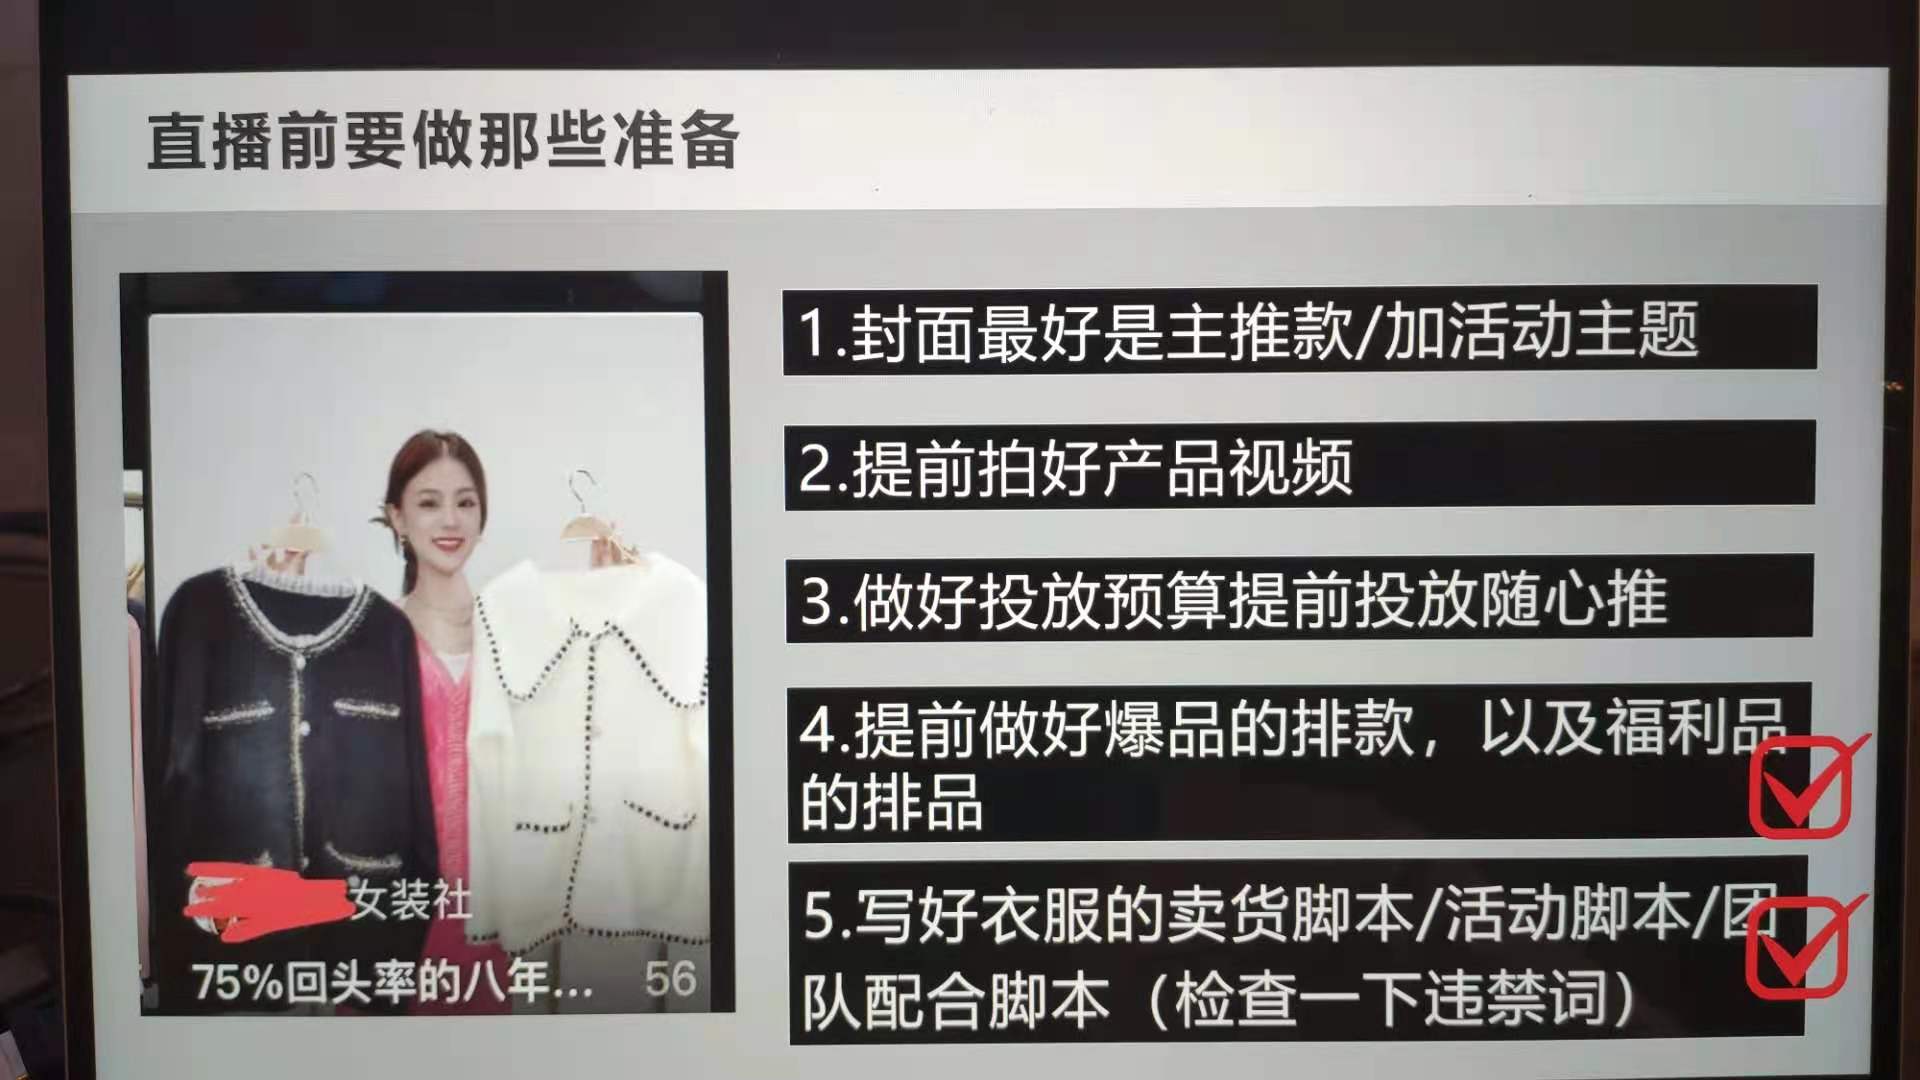 直播前要做那些准备
1.封面最好是主推款/加活动主题
2.提前拍好产品视频
3.做好投放预算提前投放随心推
4.提前做好爆品的排款，以及福利品
的排品
5.写好衣服的卖货脚本/活动脚本/团
队配合脚本（检查一下违禁词）
女装社
75%回头率的八年...
56